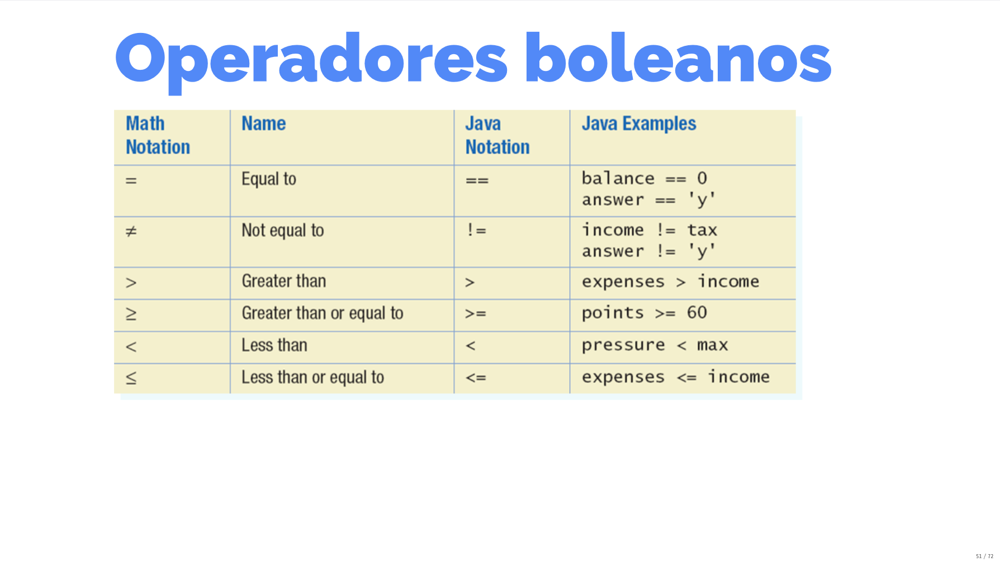 Operadores boleanos
Math Notation Name Java Notation Java Examples
= Equal to == balance == 0
answer == 'y'
≠ Not equal to != income != tax
answer != 'y'
> Greater than > expenses > income
≥ Greater than or equal to >= points >= 60
< Less than < pressure < max
≤ Less than or equal to <= expenses <= income
51 / 72